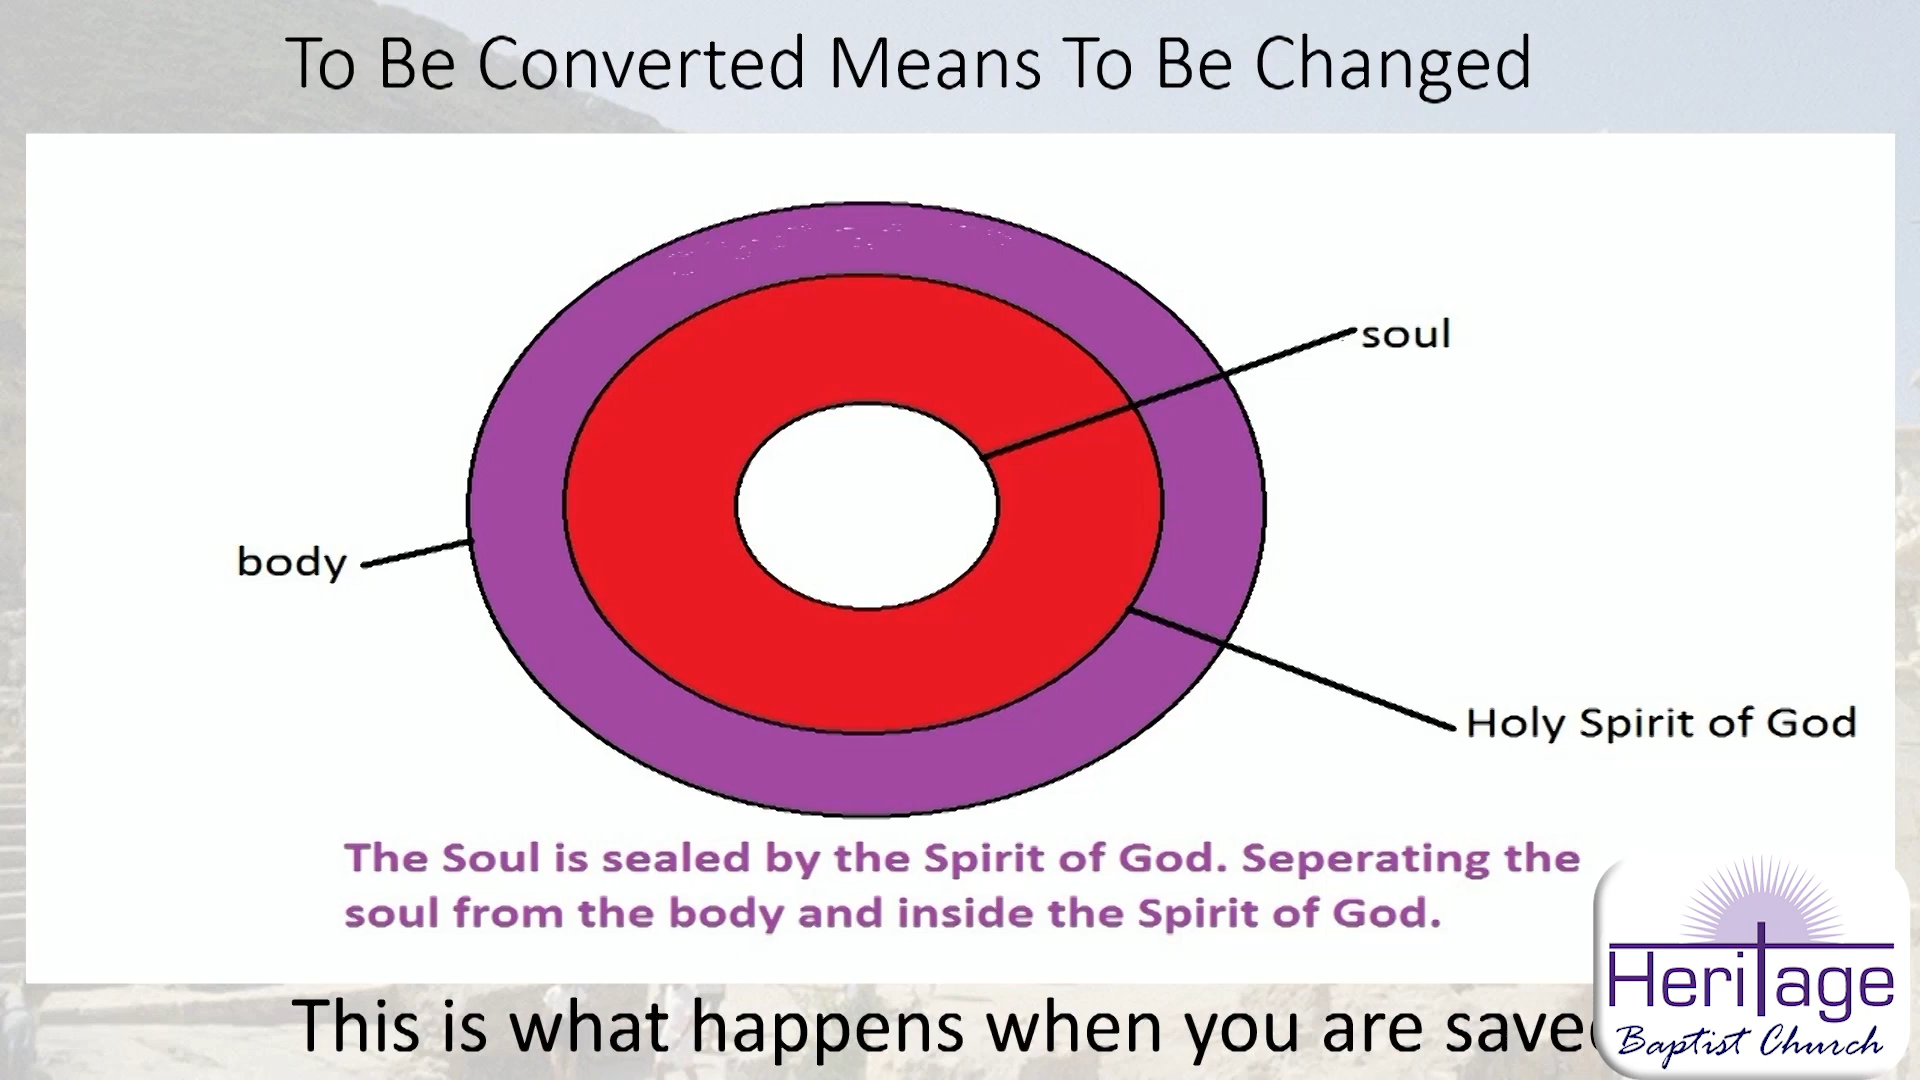 To Be Converted Means To Be Changed
soul
body
Holy Spirit of God
The Soul is sealed by the Spirit of God. Seperating the
soul from the body and inside the Spirit of God.
This is what happens when you are save
Heritage
Baptist Church